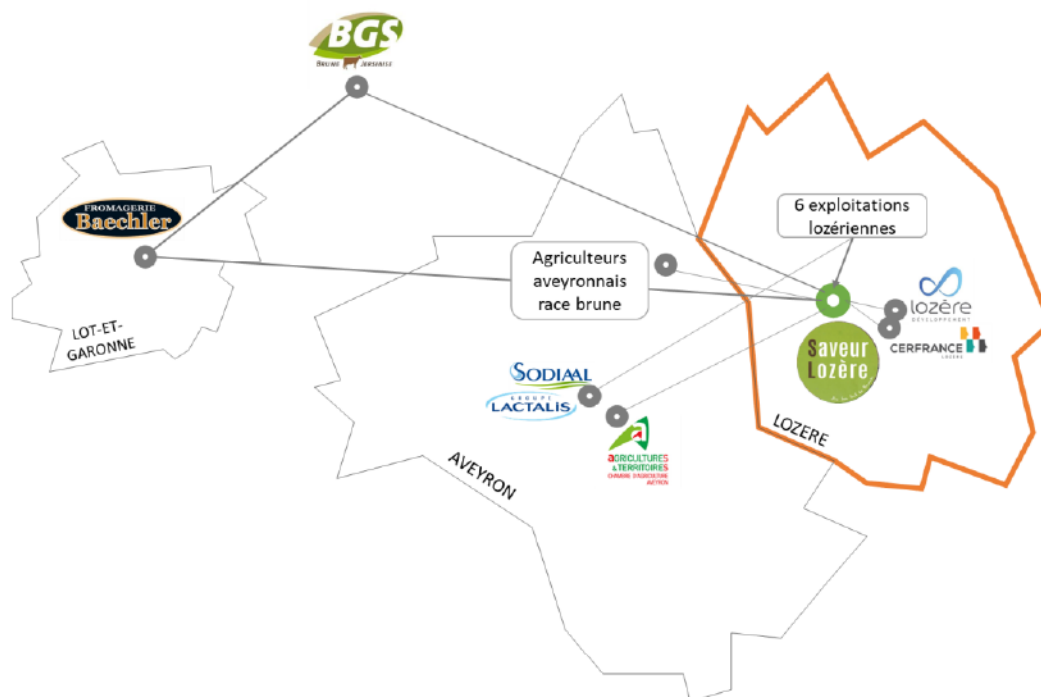 BGS
BRUNE JERSIAISE
FROMAGERIE
Baechler
LOT-ET-
GARONNE
Agriculteurs
aveyronnais
race brune
6 exploitations
lozériennes
lozère
DÉVELOPPEMENT
CERFRANCE
LOZÈRE
Saveur
Lozère
SODIAAL
GROUPE
LACTALIS
AGRICULTURES
& TERRITOIRES
CHAMBRE D'AGRICULTURE
AVEYRON
AVEYRON
LOZERE